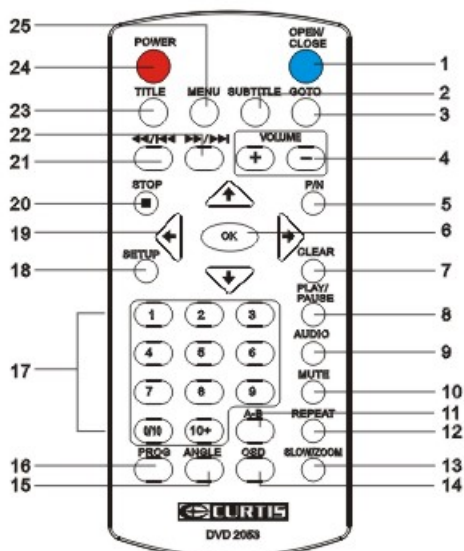 25
POWER
OPEN/
CLOSE
24
1
TITLE
MENU
SUBTITLE
GOTO
2
23
3
22
VOLUME
+
−
21
4
STOP
P/N
20
5
19
OK
6
SETUP
CLEAR
18
7
PLAY/
PAUSE
8
1
2
3
AUDIO
9
4
5
6
17
MUTE
10
7
8
9
A-B
REPEAT
11
12
0/10
10+
PROG
ANGLE
OSD
SLOW/ZOOM
16
13
15
14
CURTIS
DVD 2053